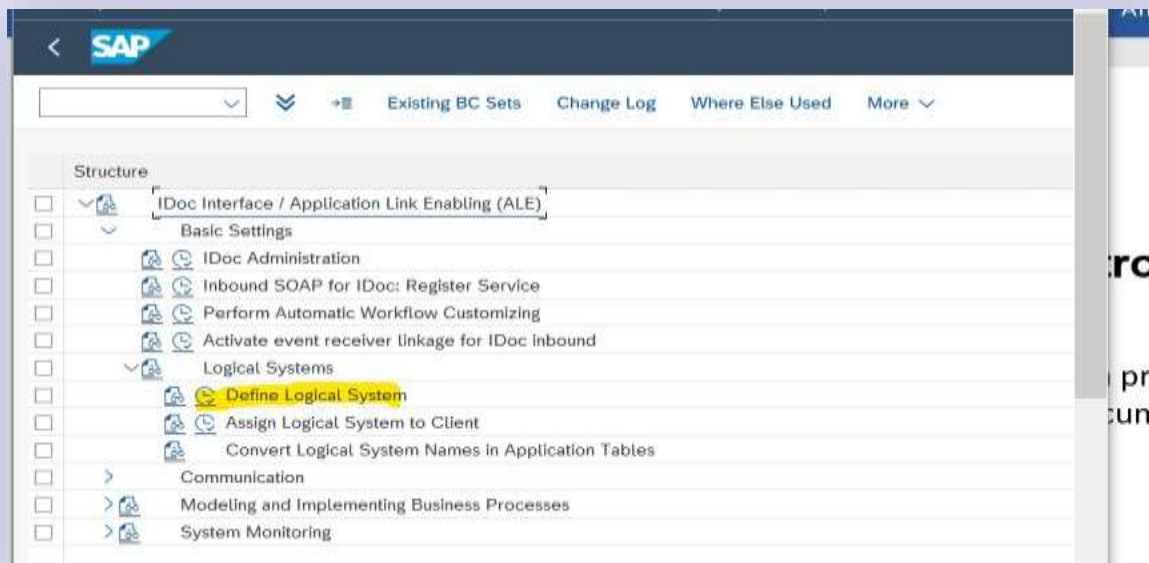 SAP
Existing BC Sets Change Log Where Else Used More
Structure
IDoc Interface / Application Link Enabling (ALE)
Basic Settings
IDoc Administration
Inbound SOAP for IDoc: Register Service
Perform Automatic Workflow Customizing
Activate event receiver linkage for IDoc inbound
Logical Systems
Define Logical System
Assign Logical System to Client
Convert Logical System Names in Application Tables
Communication
Modeling and Implementing Business Processes
System Monitoring